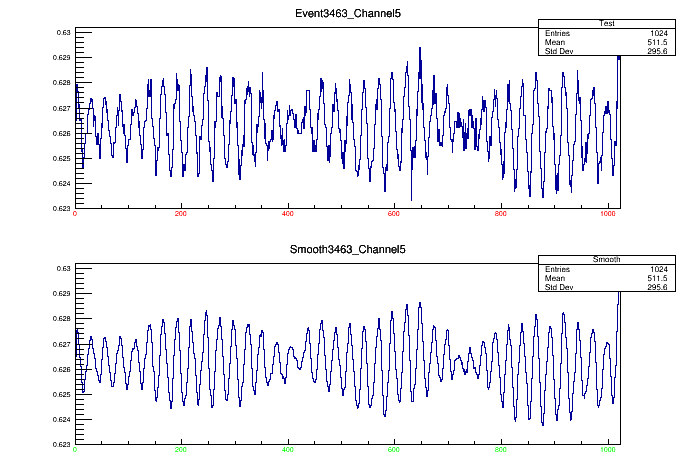 Event3463_Channel5
Test
Entries 1024
Mean 511.5
Std Dev 295.6
0.63
0.629
0.628
0.627
0.626
0.625
0.624
0.623
0 200 400 600 800 1000
Smooth3463_Channel5
Smooth
Entries 1024
Mean 511.5
Std Dev 295.6
0.63
0.629
0.628
0.627
0.626
0.625
0.624
0.623
0 200 400 600 800 1000